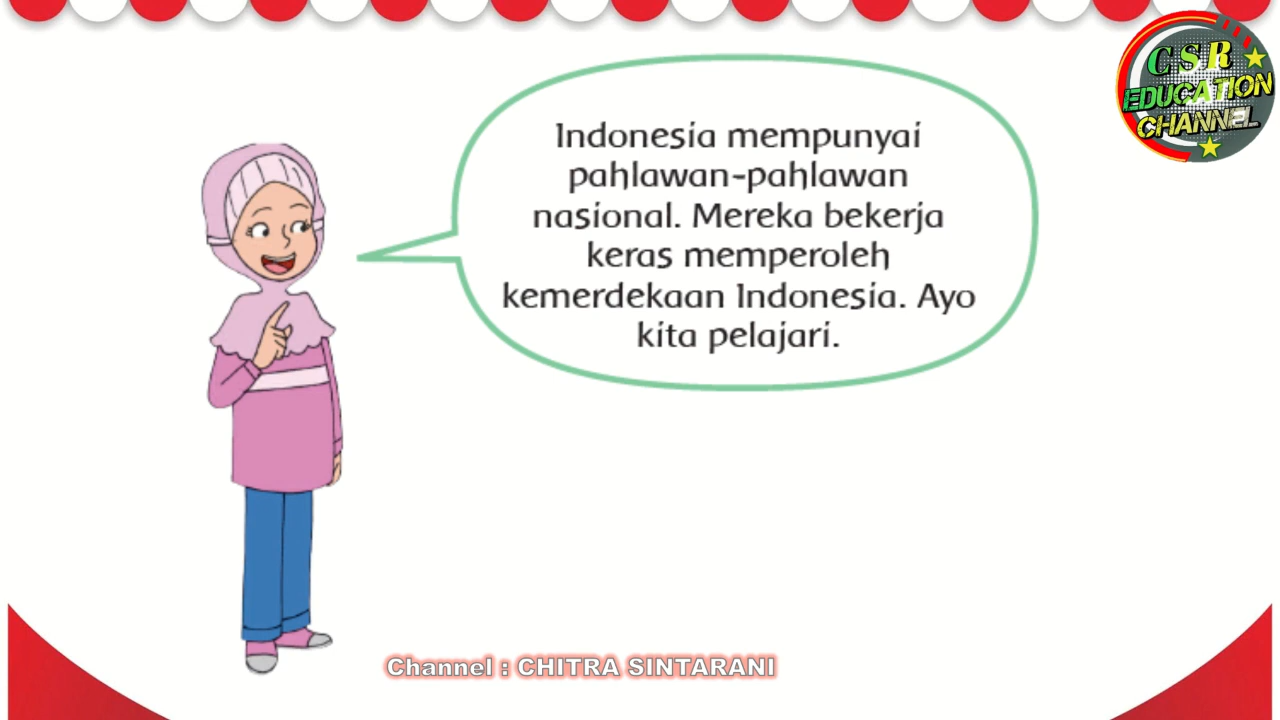 CSR
EDUCATION
CHANNEL
Indonesia mempunyai
pahlawan-pahlawan
nasional. Mereka bekerja
keras memperoleh
kemerdekaan Indonesia. Ayo
kita pelajari.
Channel : CHITRA SINTARANI